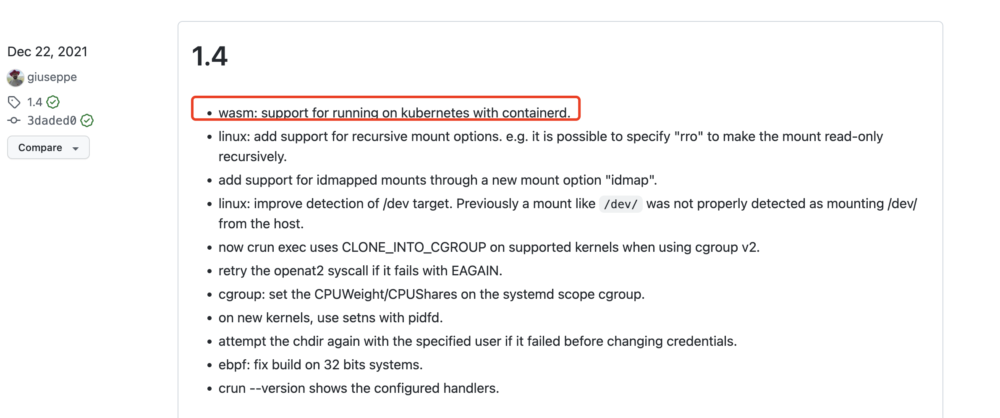 Dec 22, 2021
giuseppe
1.4
3daded0
Compare
1.4
wasm: support for running on kubernetes with containerd.
linux: add support for recursive mount options. e.g. it is possible to specify "rro" to make the mount read-only
recursively.
add support for idmapped mounts through a new mount option "idmap".
linux: improve detection of /dev target. Previously a mount like /dev/ was not properly detected as mounting /dev/
from the host.
now crun exec uses CLONE_INTO_CGROUP on supported kernels when using cgroup v2.
retry the openat2 syscall if it fails with EAGAIN.
cgroup: set the CPUWeight/CPUShares on the systemd scope cgroup.
on new kernels, use setns with pidfd.
attempt the chdir again with the specified user if it failed before changing credentials.
ebpf: fix build on 32 bits systems.
crun --version shows the configured handlers.